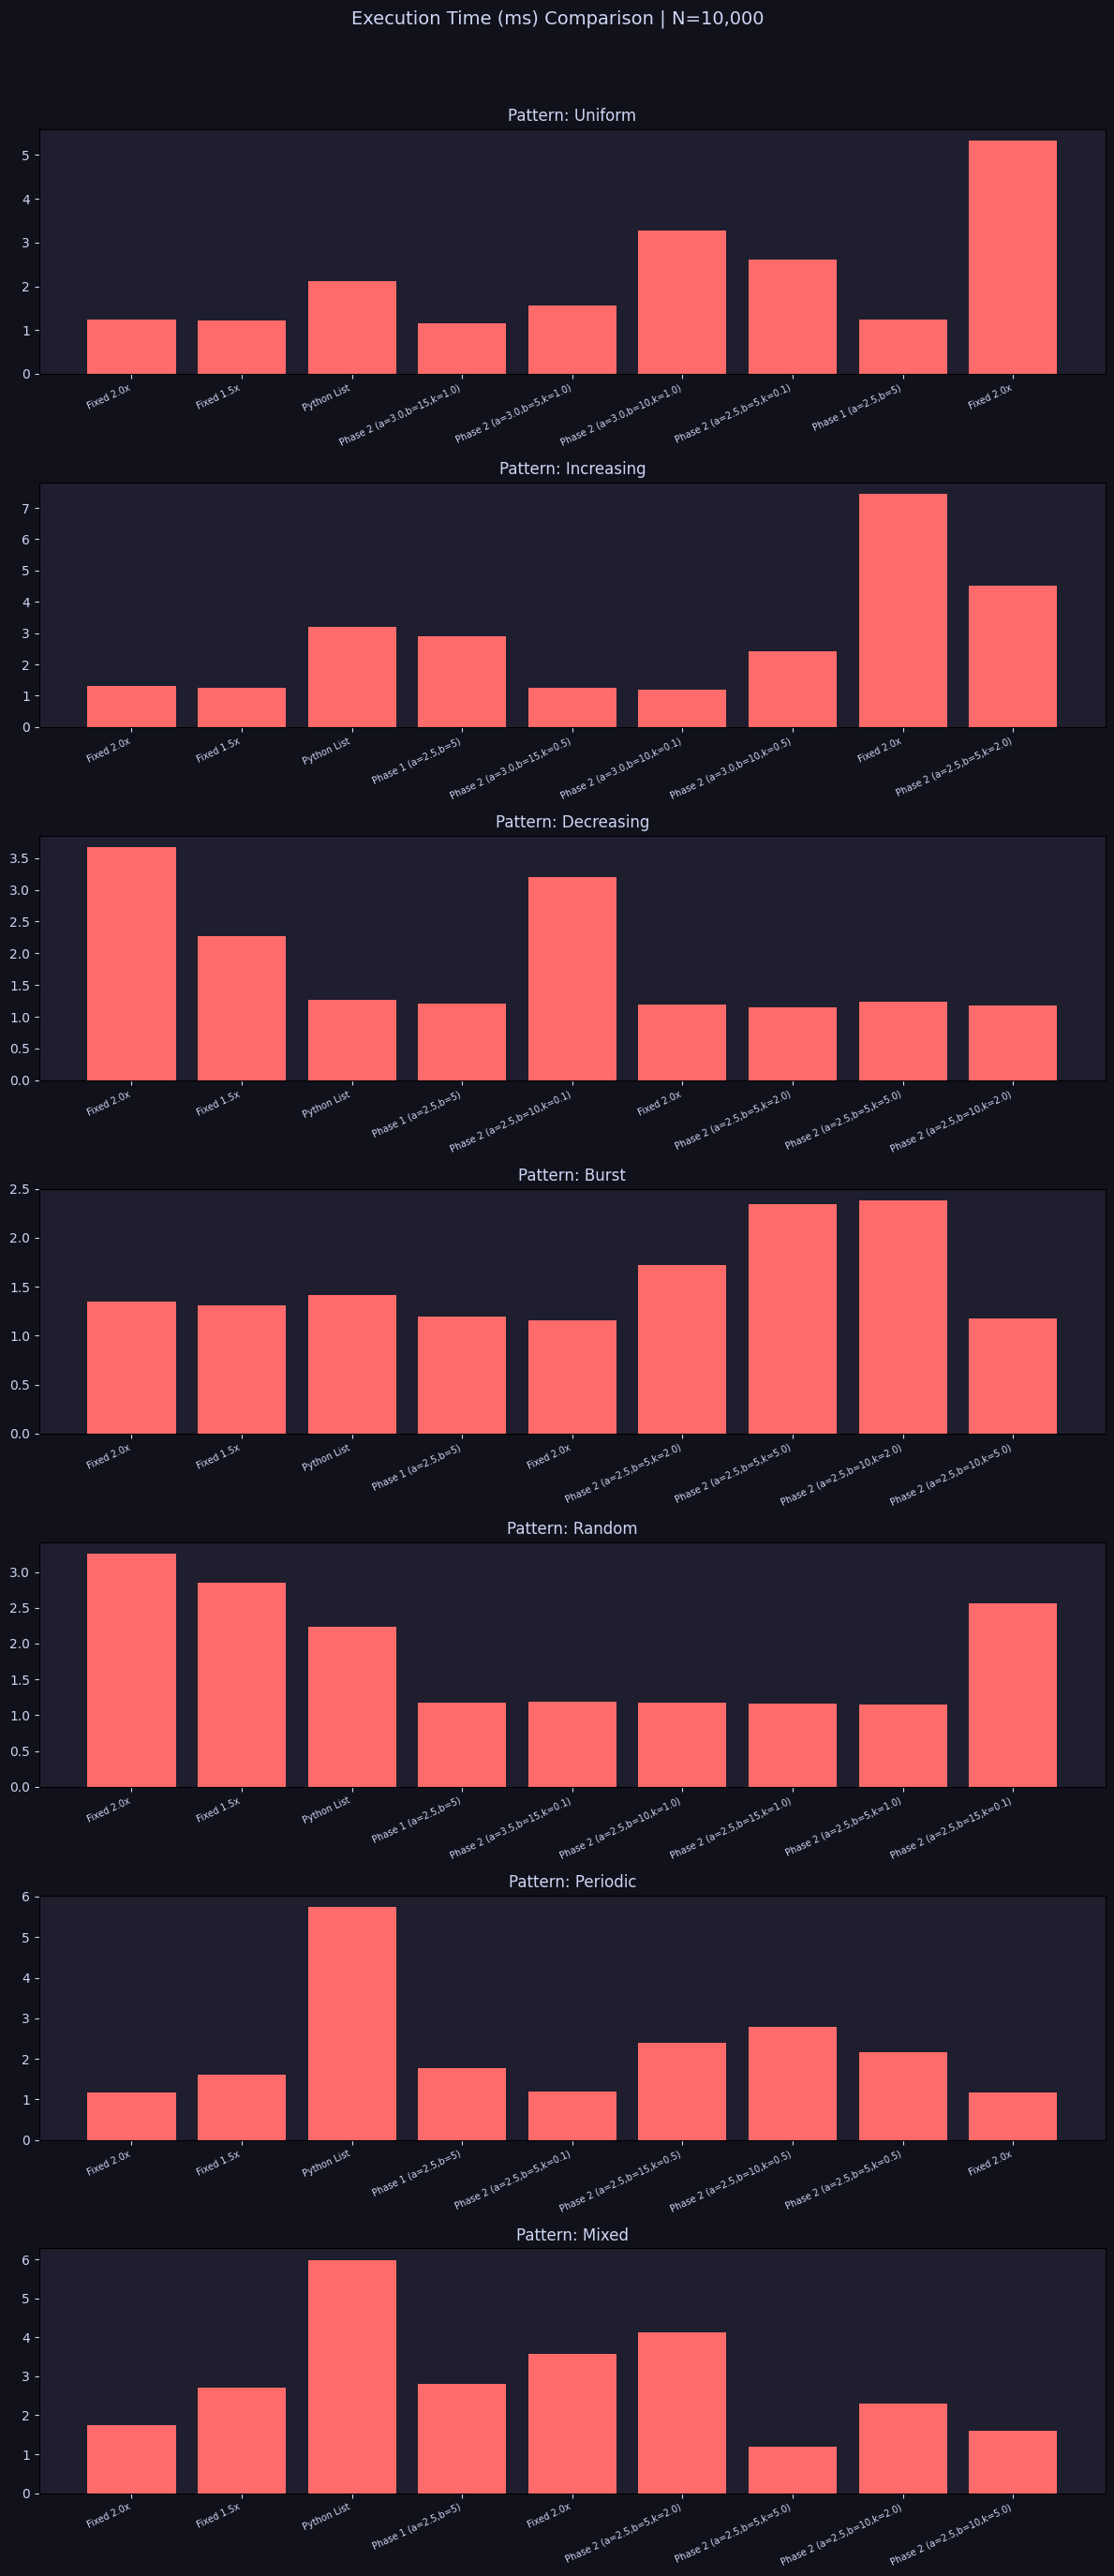 Execution Time (ms) Comparison | N=10,000
Pattern: Uniform
5
4
3
2
1
0
Fixed 2.0x
Fixed 1.5x
Python List
Phase 2 (a=3.0,b=15,k=1.0)
Phase 2 (a=3.0,b=5,k=1.0)
Phase 2 (a=3.0,b=10,k=1.0)
Phase 2 (a=2.5,b=5,k=0.1)
Phase 1 (a=2.5,b=5)
Fixed 2.0x
Pattern: Increasing
7
6
5
4
3
2
1
0
Fixed 2.0x
Fixed 1.5x
Python List
Phase 1 (a=2.5,b=5)
Phase 2 (a=3.0,b=15,k=0.5)
Phase 2 (a=3.0,b=10,k=0.1)
Phase 2 (a=3.0,b=10,k=0.5)
Fixed 2.0x
Phase 2 (a=2.5,b=5,k=2.0)
Pattern: Decreasing
3.5
3.0
2.5
2.0
1.5
1.0
0.5
0.0
Fixed 2.0x
Fixed 1.5x
Python List
Phase 1 (a=2.5,b=5)
Phase 2 (a=2.5,b=10,k=0.1)
Fixed 2.0x
Phase 2 (a=2.5,b=5,k=2.0)
Phase 2 (a=2.5,b=5,k=5.0)
Phase 2 (a=2.5,b=10,k=2.0)
Pattern: Burst
2.5
2.0
1.5
1.0
0.5
0.0
Fixed 2.0x
Fixed 1.5x
Python List
Phase 1 (a=2.5,b=5)
Fixed 2.0x
Phase 2 (a=2.5,b=5,k=2.0)
Phase 2 (a=2.5,b=5,k=5.0)
Phase 2 (a=2.5,b=10,k=2.0)
Phase 2 (a=2.5,b=10,k=5.0)
Pattern: Random
3.0
2.5
2.0
1.5
1.0
0.5
0.0
Fixed 2.0x
Fixed 1.5x
Python List
Phase 1 (a=2.5,b=5)
Phase 2 (a=3.5,b=15,k=0.1)
Phase 2 (a=2.5,b=10,k=1.0)
Phase 2 (a=2.5,b=15,k=1.0)
Phase 2 (a=2.5,b=5,k=1.0)
Phase 2 (a=2.5,b=15,k=0.1)
Pattern: Periodic
6
5
4
3
2
1
0
Fixed 2.0x
Fixed 1.5x
Python List
Phase 1 (a=2.5,b=5)
Phase 2 (a=2.5,b=5,k=0.1)
Phase 2 (a=2.5,b=15,k=0.5)
Phase 2 (a=2.5,b=10,k=0.5)
Phase 2 (a=2.5,b=5,k=0.5)
Fixed 2.0x
Pattern: Mixed
6
5
4
3
2
1
0
Fixed 2.0x
Fixed 1.5x
Python List
Phase 1 (a=2.5,b=5)
Fixed 2.0x
Phase 2 (a=2.5,b=5,k=2.0)
Phase 2 (a=2.5,b=5,k=5.0)
Phase 2 (a=2.5,b=10,k=2.0)
Phase 2 (a=2.5,b=10,k=5.0)